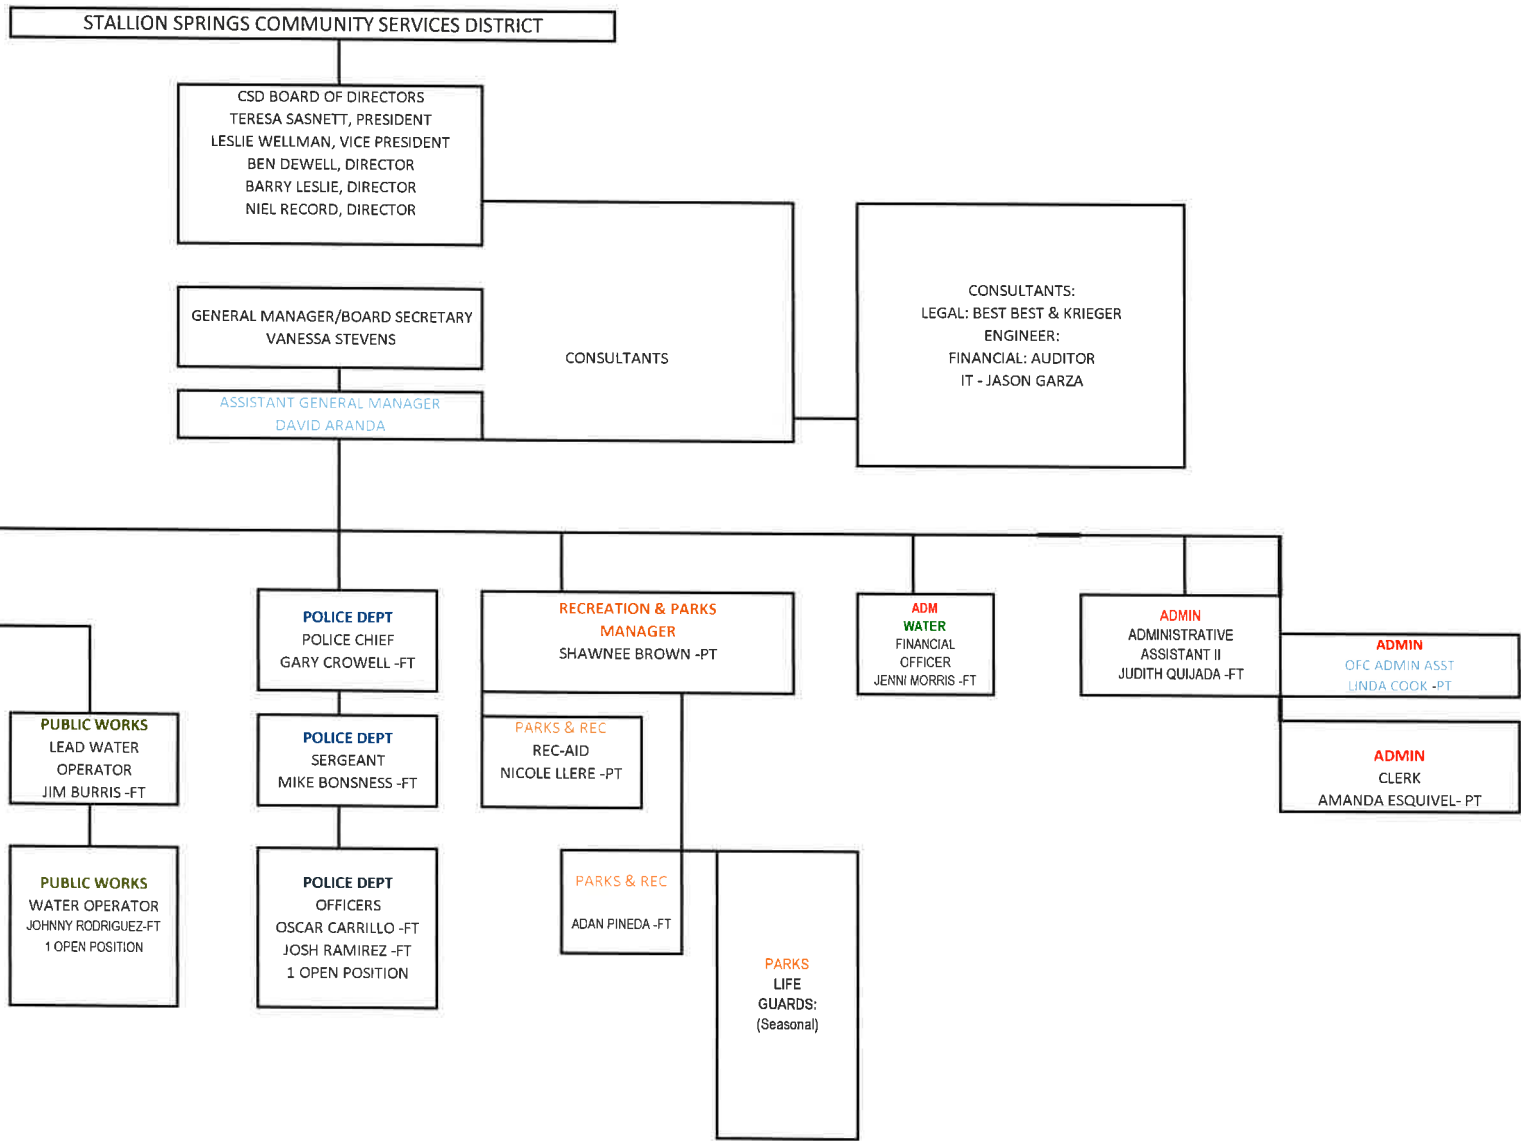 STALLION SPRINGS COMMUNITY SERVICES DISTRICT
CSD BOARD OF DIRECTORS
TERESA SASNETT, PRESIDENT
LESLIE WELLMAN, VICE PRESIDENT
BEN DEWELL, DIRECTOR
BARRY LESLIE, DIRECTOR
NIEL RECORD, DIRECTOR
GENERAL MANAGER/BOARD SECRETARY
VANESSA STEVENS
ASSISTANT GENERAL MANAGER
DAVID ARANDA
CONSULTANTS
CONSULTANTS:
LEGAL: BEST BEST & KRIEGER
ENGINEER:
FINANCIAL: AUDITOR
IT - JASON GARZA
PUBLIC WORKS
LEAD WATER
OPERATOR
JIM BURRIS -FT
PUBLIC WORKS
WATER OPERATOR
JOHNNY RODRIGUEZ-FT
1 OPEN POSITION
POLICE DEPT
POLICE CHIEF
GARY CROWELL -FT
POLICE DEPT
SERGEANT
MIKE BONSNESS -FT
POLICE DEPT
OFFICERS
OSCAR CARRILLO -FT
JOSH RAMIREZ -FT
1 OPEN POSITION
RECREATION & PARKS
MANAGER
SHAWNEE BROWN -PT
PARKS & REC
REC-AID
NICOLE LLERE -PT
PARKS & REC
ADAN PINEDA -FT
PARKS
LIFE
GUARDS:
(Seasonal)
ADM
WATER
FINANCIAL
OFFICER
JENNI MORRIS -FT
ADMIN
ADMINISTRATIVE
ASSISTANT II
JUDITH QUIJADA -FT
ADMIN
OFC ADMIN ASST
LINDA COOK -PT
ADMIN
CLERK
AMANDA ESQUIVEL- PT